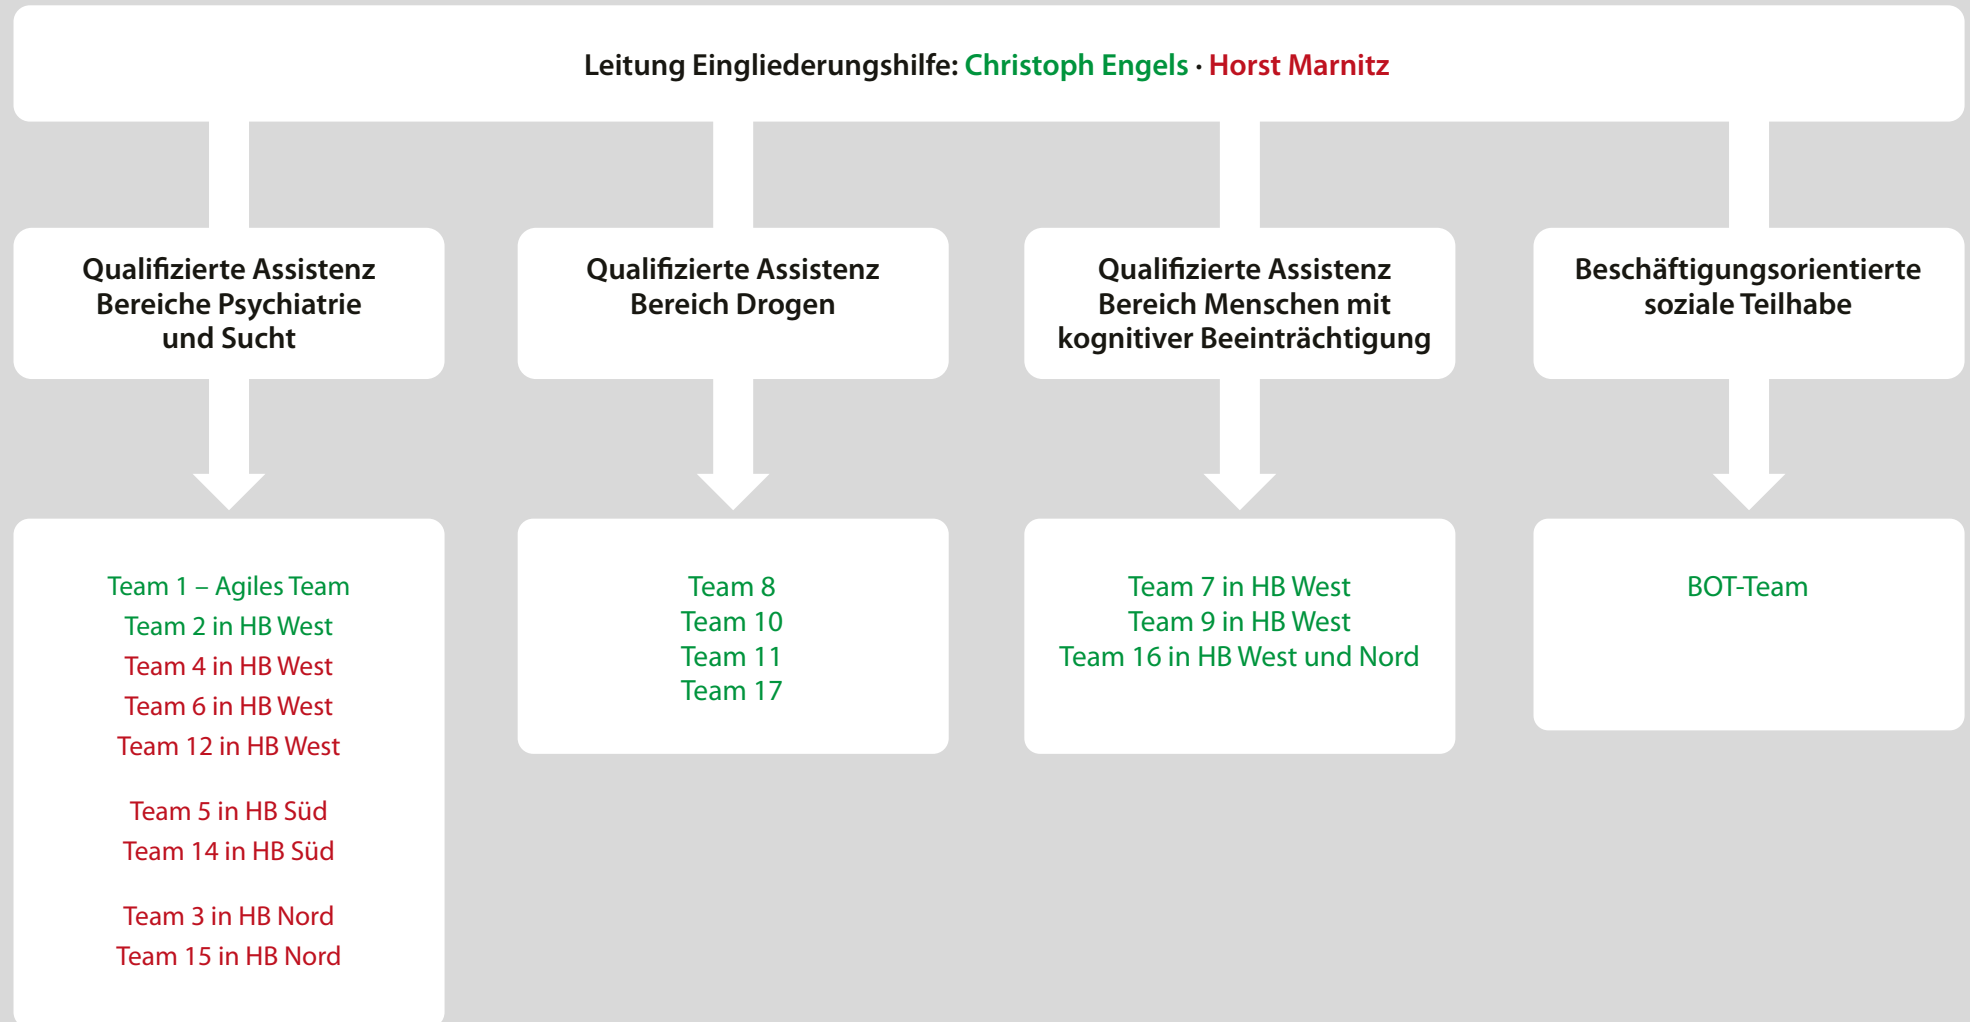 Leitung Eingliederungshilfe: Christoph Engels · Horst Marnitz
Qualifizierte Assistenz
Bereiche Psychiatrie
und Sucht
Qualifizierte Assistenz
Bereich Drogen
Qualifizierte Assistenz
Bereich Menschen mit
kognitiver Beeinträchtigung
Beschäftigungsorientierte
soziale Teilhabe
Team 1 – Agiles Team
Team 2 in HB West
Team 4 in HB West
Team 6 in HB West
Team 12 in HB West
Team 5 in HB Süd
Team 14 in HB Süd
Team 3 in HB Nord
Team 15 in HB Nord
Team 8
Team 10
Team 11
Team 17
Team 7 in HB West
Team 9 in HB West
Team 16 in HB West und Nord
BOT-Team